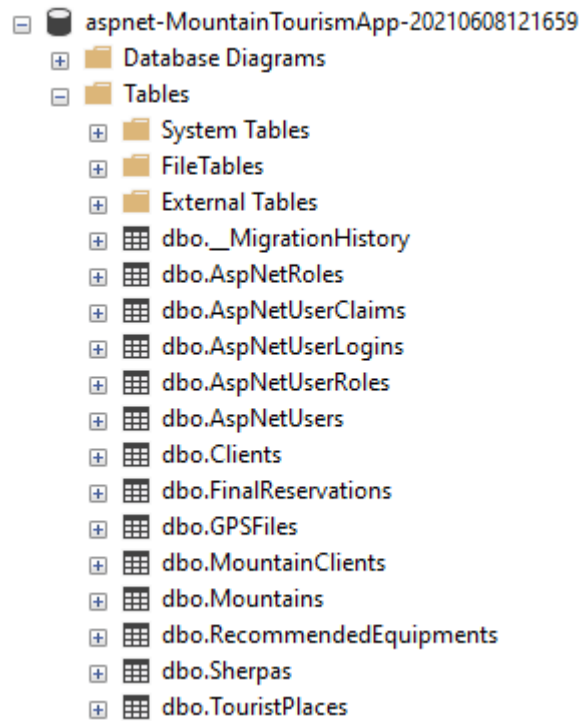 aspnet-MountainTourismApp-20210608121659
Database Diagrams
Tables
System Tables
FileTables
External Tables
dbo.__MigrationHistory
dbo.AspNetRoles
dbo.AspNetUserClaims
dbo.AspNetUserLogins
dbo.AspNetUserRoles
dbo.AspNetUsers
dbo.Clients
dbo.FinalReservations
dbo.GPSFiles
dbo.MountainClients
dbo.Mountains
dbo.RecommendedEquipments
dbo.Sherpas
dbo.TouristPlaces